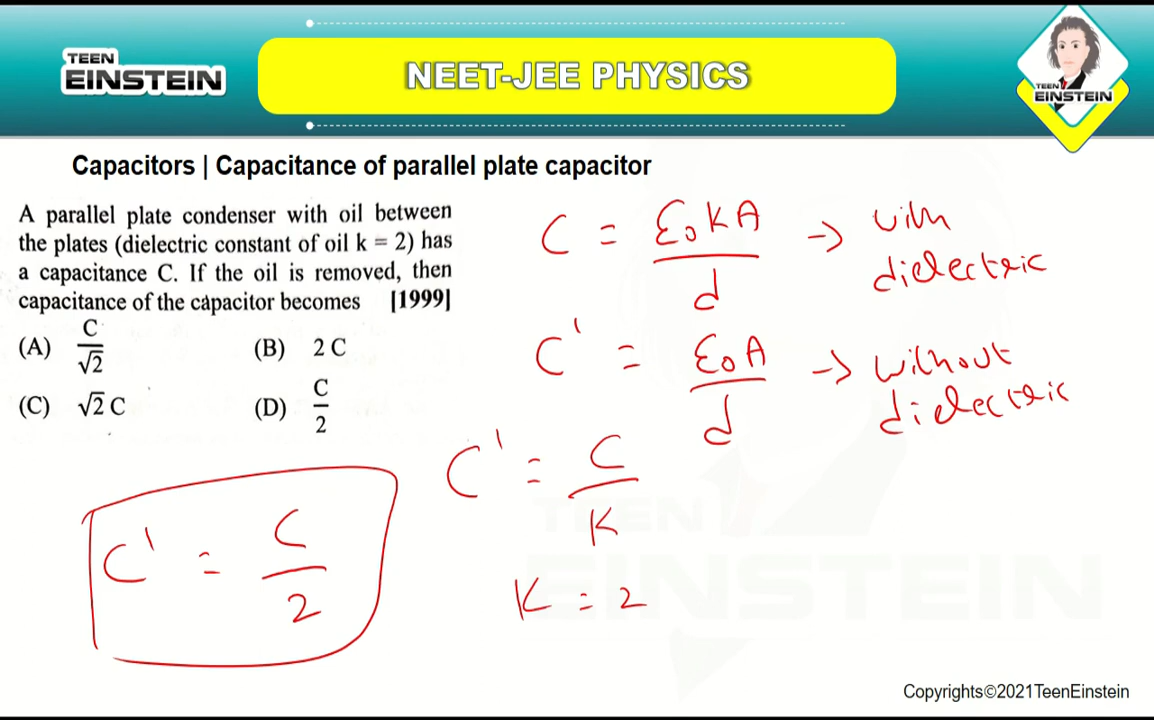 TEEN
EINSTEIN
NEET-JEE PHYSICS
TEEN
EINSTEIN
Capacitors | Capacitance of parallel plate capacitor
A parallel plate condenser with oil between
the plates (dielectric constant of oil k = 2) has
a capacitance C. If the oil is removed, then
capacitance of the capacitor becomes [1999]
(A) C/√2 (B) 2 C
(C) √2 C (D) C/2
C = ε₀KA/d → with
dielectric
C' = ε₀A/d → without
dielectric
C' = C/K
K = 2
C' = C/2
TEEN
EINSTEIN
Copyrights©2021TeenEinstein